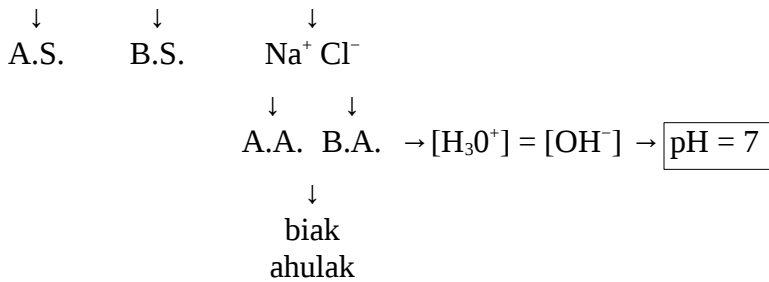 ↓ ↓ ↓
A.S. B.S. Na⁺ Cl⁻
↓ ↓
A.A. B.A. →[H₃0⁺] = [OH⁻] → pH = 7
↓
biak
ahulak